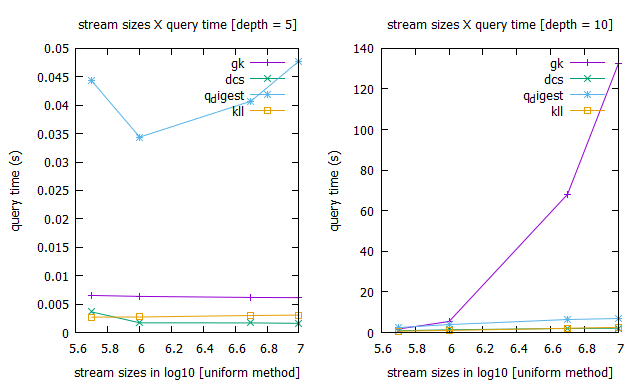 stream sizes X query time [depth = 5]
0.05
0.045
0.04
0.035
0.03
0.025
0.02
0.015
0.01
0.005
0
query time (s)
gk
dcs
q_digest
kll
5.6 5.8 6 6.2 6.4 6.6 6.8 7
stream sizes in log10 [uniform method]
stream sizes X query time [depth = 10]
140
120
100
80
60
40
20
0
query time (s)
gk
dcs
q_digest
kll
5.6 5.8 6 6.2 6.4 6.6 6.8 7
stream sizes in log10 [uniform method]